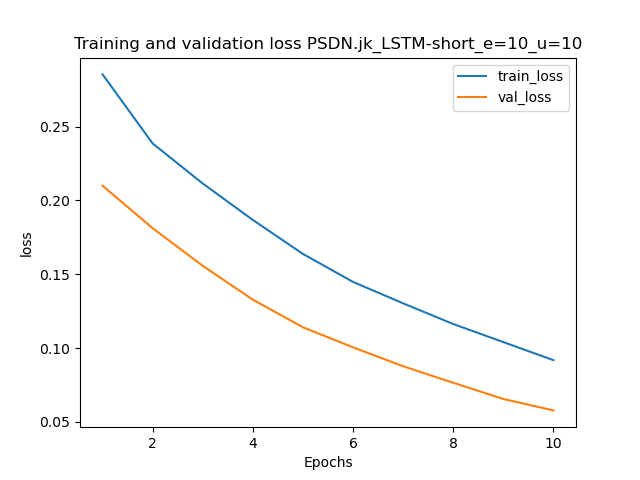 Training and validation loss PSDN.jk_LSTM-short_e=10_u=10
train_loss
val_loss
0.25
0.20
0.15
0.10
0.05
loss
2
4
6
8
10
Epochs